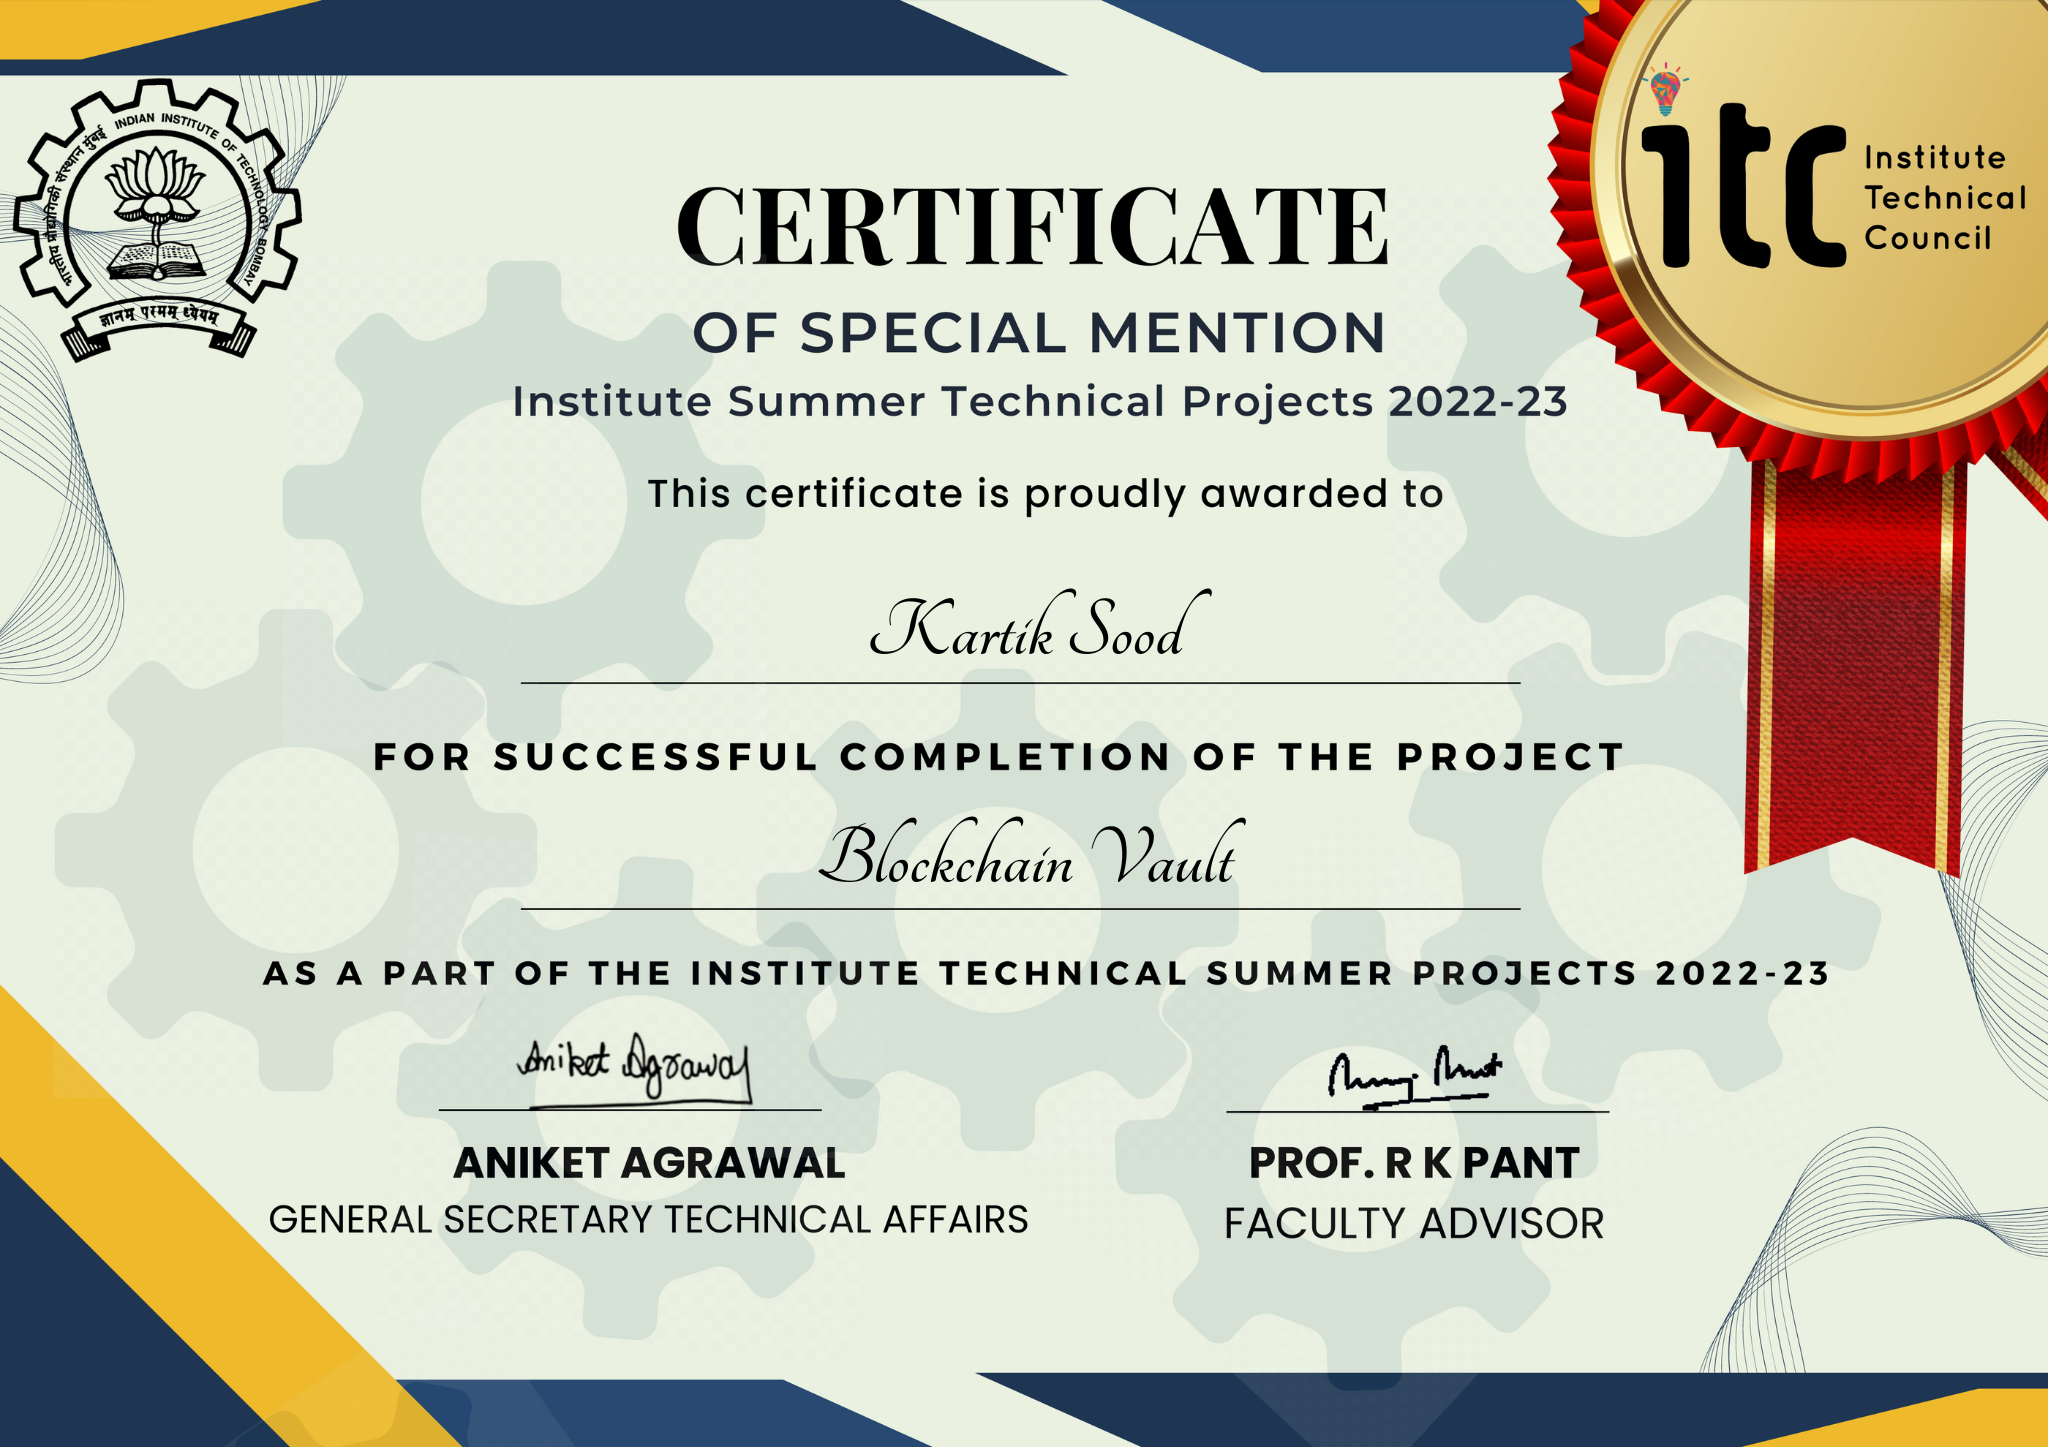 भारतीय प्रौद्योगिकी संस्थान मुंबई
INDIAN INSTITUTE OF TECHNOLOGY BOMBAY
ज्ञानम् परमम् ध्येयम्
itc
Institute
Technical
Council
CERTIFICATE
OF SPECIAL MENTION
Institute Summer Technical Projects 2022-23
This certificate is proudly awarded to
Kartik Sood
FOR SUCCESSFUL COMPLETION OF THE PROJECT
Blockchain Vault
AS A PART OF THE INSTITUTE TECHNICAL SUMMER PROJECTS 2022-23
Aniket Agrawal
ANIKET AGRAWAL
GENERAL SECRETARY TECHNICAL AFFAIRS
PROF. R K PANT
FACULTY ADVISOR